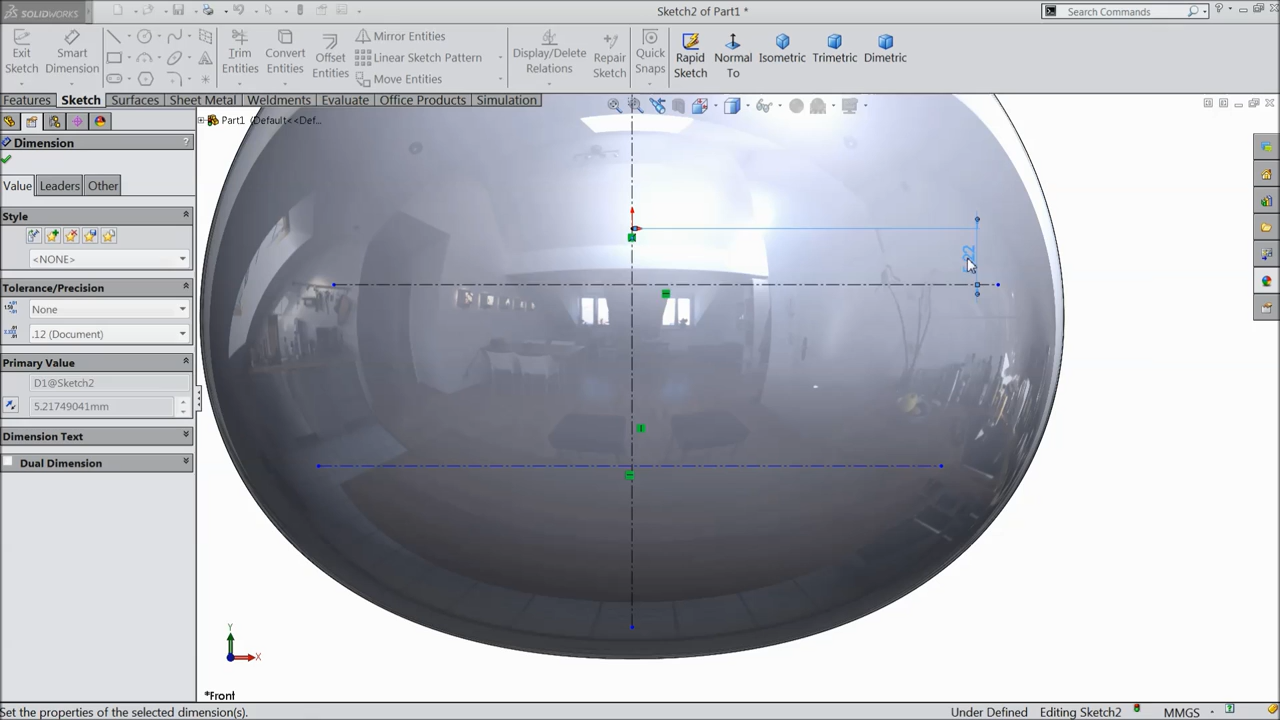 SOLIDWORKS
Sketch2 of Part1 *
Search Commands
Exit Sketch
Smart Dimension
Trim Entities
Convert Entities
Offset Entities
Mirror Entities
Linear Sketch Pattern
Move Entities
Display/Delete Relations
Repair Sketch
Quick Snaps
Rapid Sketch
Normal To
Isometric
Trimetric
Dimetric
Features
Sketch
Surfaces
Sheet Metal
Weldments
Evaluate
Office Products
Simulation
Part1 (Default<<Def...
Dimension
?
Value
Leaders
Other
Style
<NONE>
Tolerance/Precision
None
.12 (Document)
Primary Value
D1@Sketch2
5.21749041mm
Dimension Text
Dual Dimension
Y
X
*Front
Set the properties of the selected dimension(s).
Under Defined
Editing Sketch2
MMGS